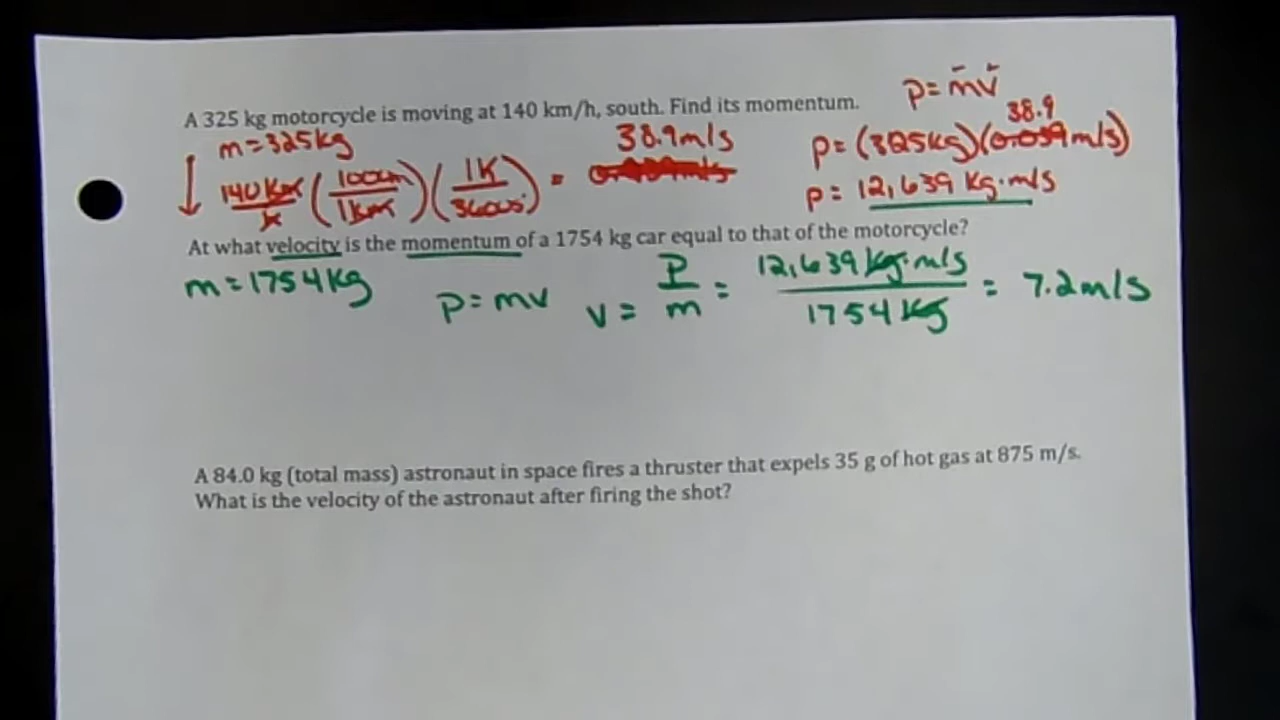 p = mv
A 325 kg motorcycle is moving at 140 km/h, south. Find its momentum.
m = 325kg
38.9m/s
38.9
p = (325kg)(0.039m/s)
140 km/h (1000m/1km)(1h/3600s) =
p = 12,639 kg·m/s
At what velocity is the momentum of a 1754 kg car equal to that of the motorcycle?
m = 1754kg
p = mv
v = P/m = 12,639 kg·m/s / 1754 kg = 7.2m/s
A 84.0 kg (total mass) astronaut in space fires a thruster that expels 35 g of hot gas at 875 m/s.
What is the velocity of the astronaut after firing the shot?